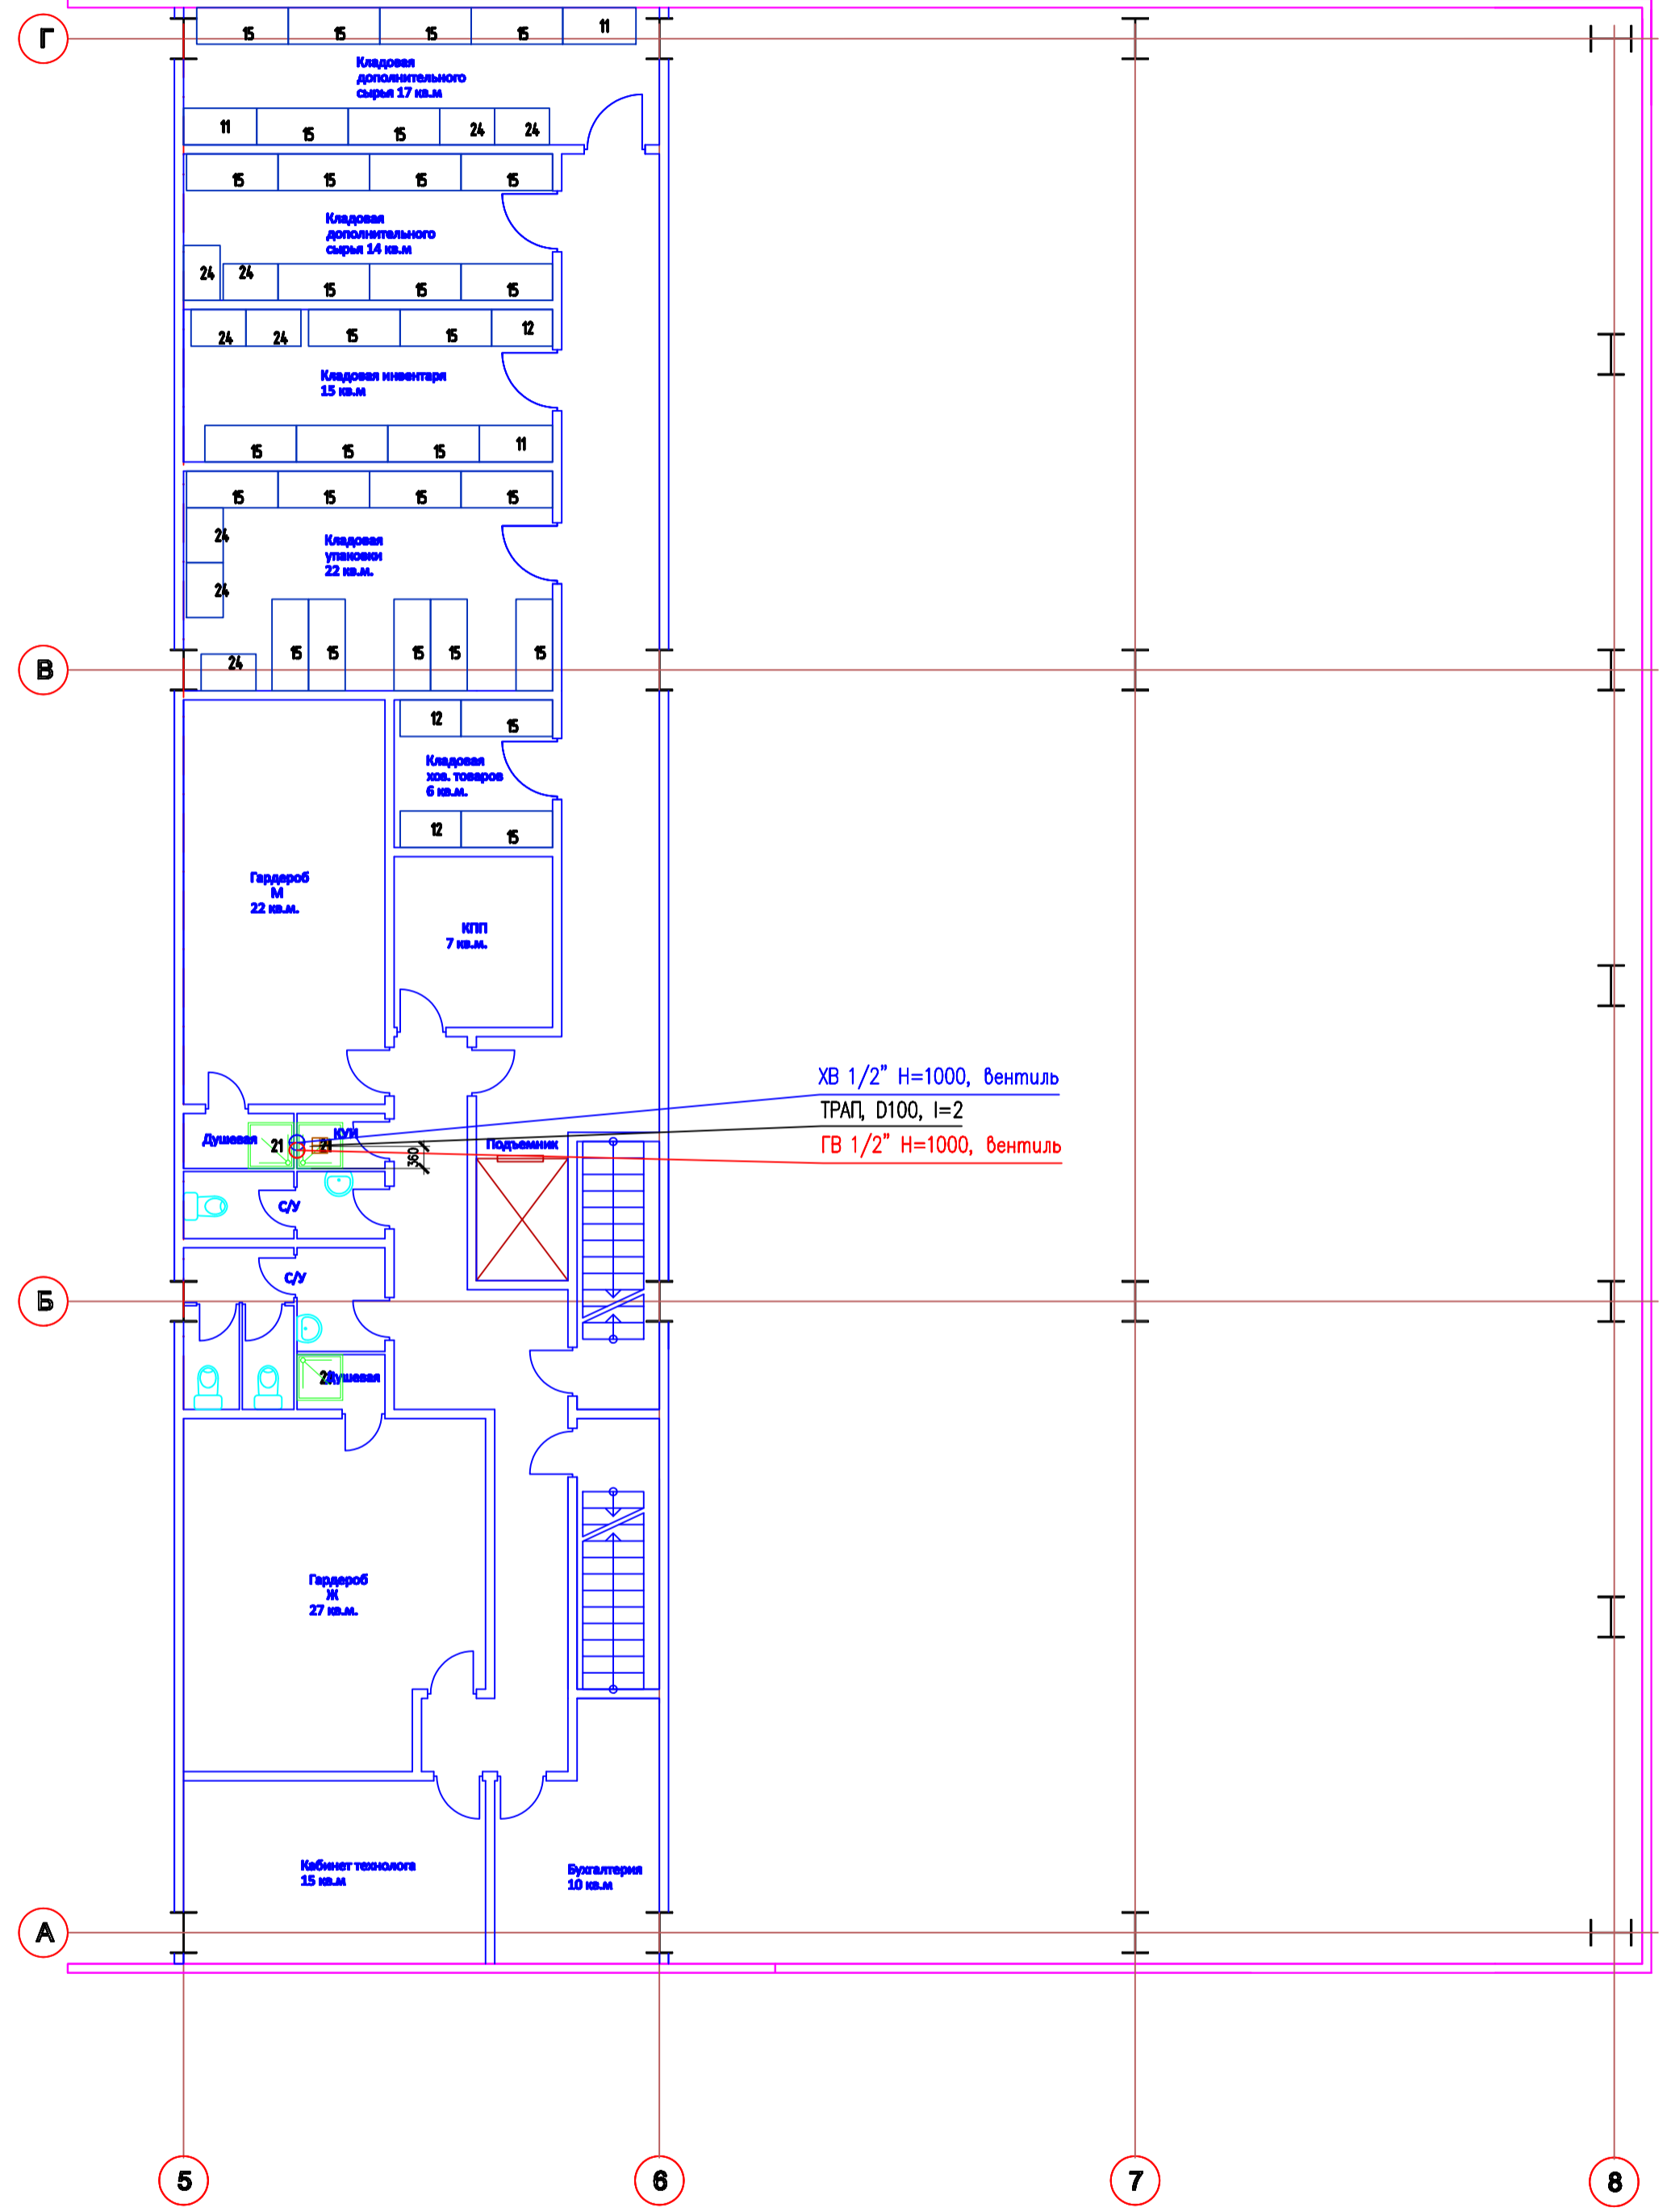 Г
15 15 15 15 11
Кладовая
дополнительного
сырья 17 кв.м
11 15 15 24 24
15 15 15 15
Кладовая
дополнительного
сырья 14 кв.м
24 24 15 15 15
24 24 15 15 12
Кладовая инвентаря
15 кв.м
15 15 15 11
15 15 15 15
24
Кладовая
упаковки
22 кв.м.
24
15 15 15 15 15
24
В
12 15
Кладовая
хоз. товаров
6 кв.м.
12 15
Гардероб
М
22 кв.м.
КПП
7 кв.м.
ХВ 1/2" H=1000, вентиль
ТРАП, D100, I=2
ГВ 1/2" H=1000, вентиль
Душевая
21
КУИ
21
360
Подъемник
С/У
С/У
Б
Душевая
Гардероб
Ж
27 кв.м.
Кабинет технолога
15 кв.м
Бухгалтерия
10 кв.м
А
5 6 7 8